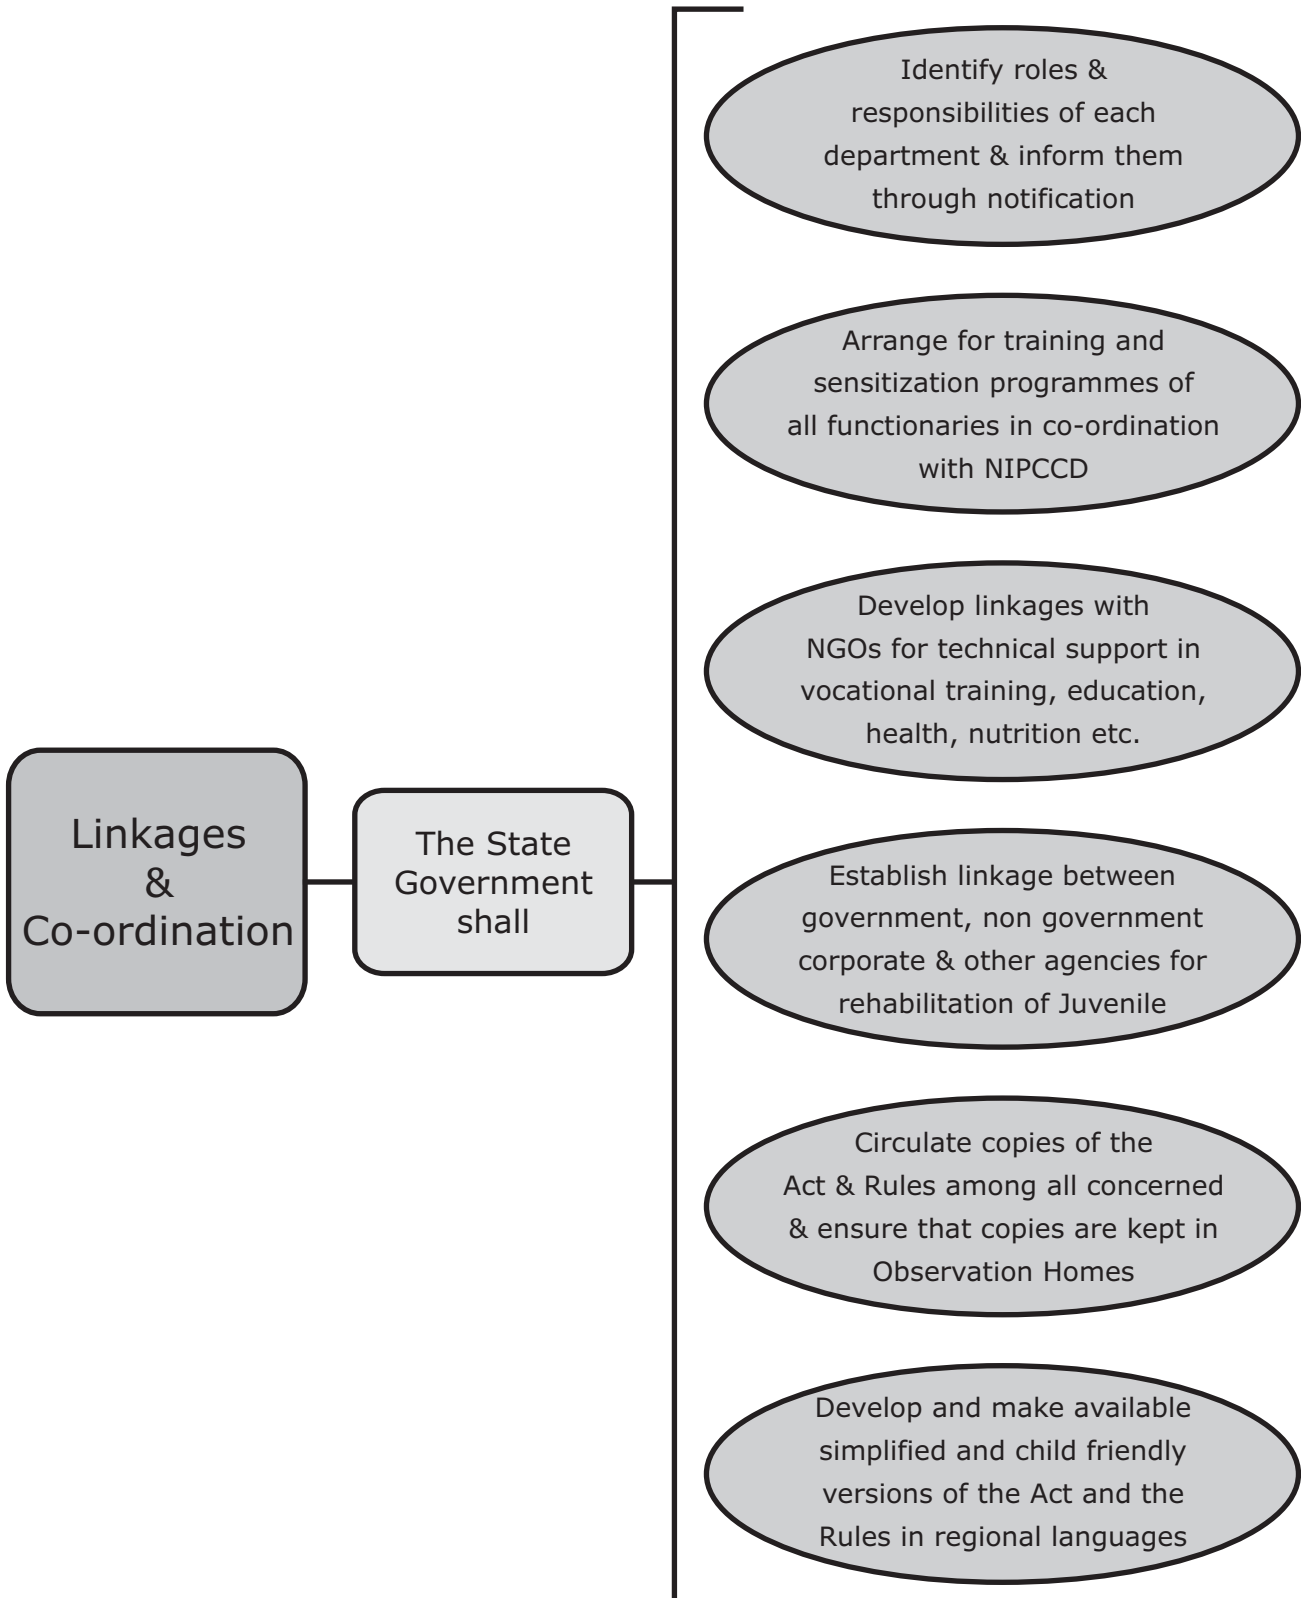 Linkages
&
Co-ordination
The State
Government
shall
Identify roles &
responsibilities of each
department & inform them
through notification
Arrange for training and
sensitization programmes of
all functionaries in co-ordination
with NIPCCD
Develop linkages with
NGOs for technical support in
vocational training, education,
health, nutrition etc.
Establish linkage between
government, non government
corporate & other agencies for
rehabilitation of Juvenile
Circulate copies of the
Act & Rules among all concerned
& ensure that copies are kept in
Observation Homes
Develop and make available
simplified and child friendly
versions of the Act and the
Rules in regional languages